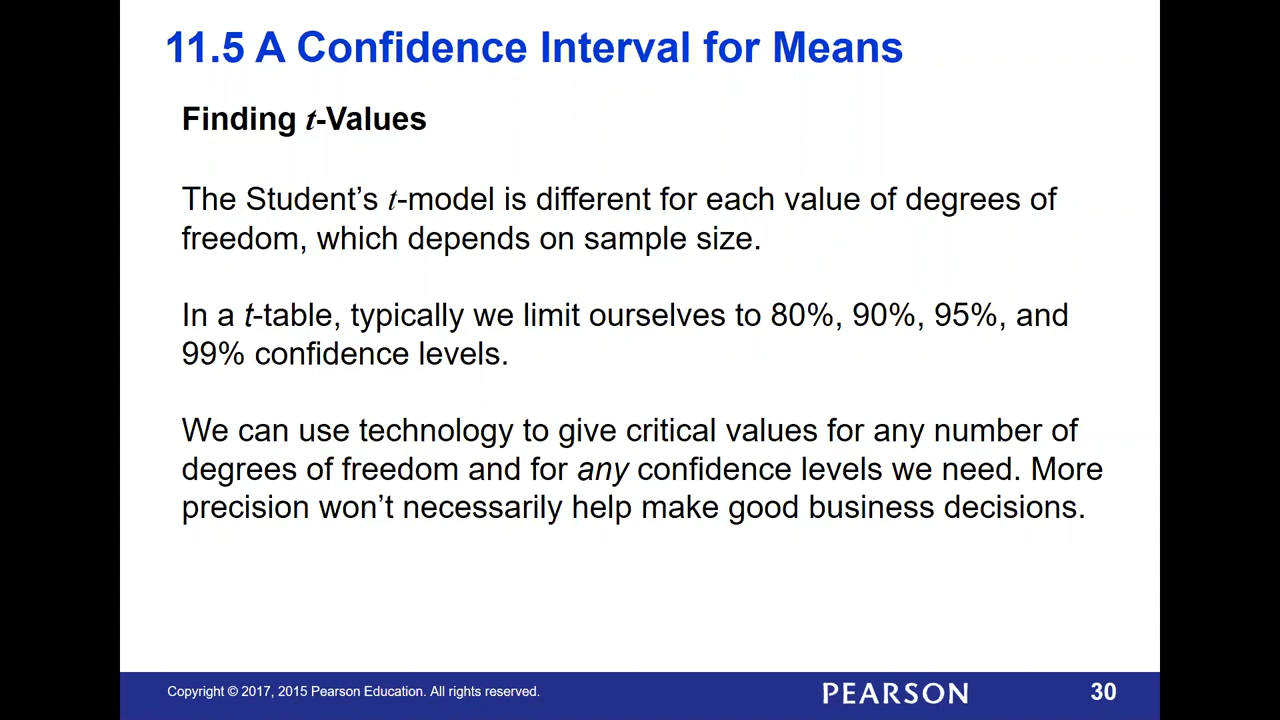 11.5 A Confidence Interval for Means
Finding t-Values
The Student’s t-model is different for each value of degrees of
freedom, which depends on sample size.
In a t-table, typically we limit ourselves to 80%, 90%, 95%, and
99% confidence levels.
We can use technology to give critical values for any number of
degrees of freedom and for any confidence levels we need. More
precision won’t necessarily help make good business decisions.
Copyright © 2017, 2015 Pearson Education. All rights reserved.
PEARSON
30